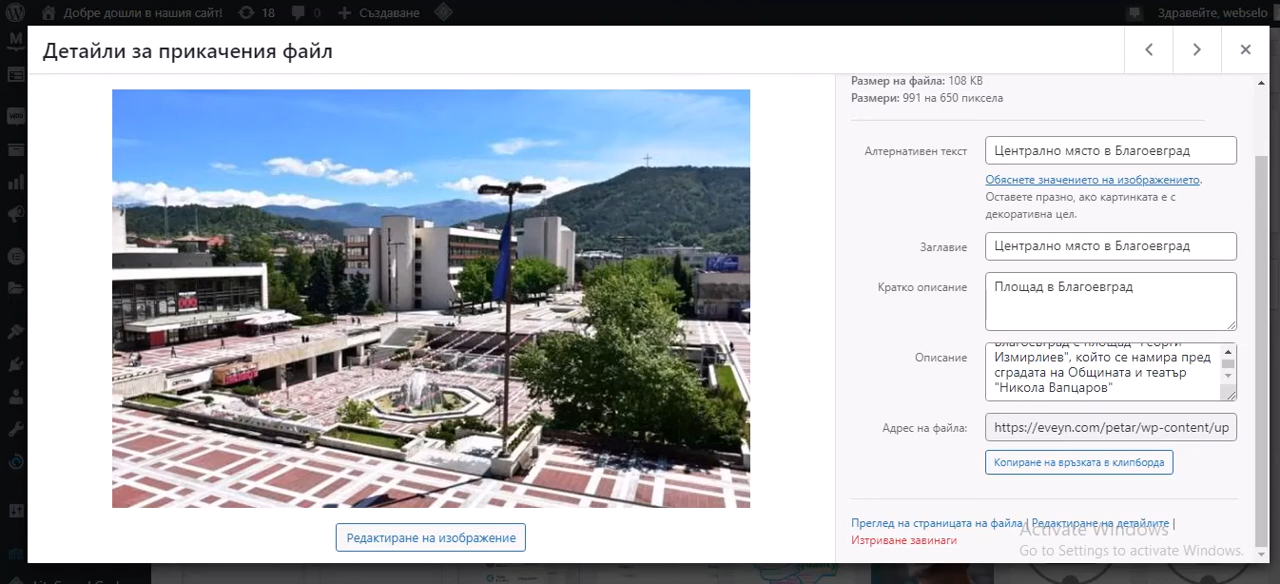 Добре дошли в нашия сайт!
18
0
Създаване
Здравейте, webselo
Детайли за прикачения файл
Размер на файла: 108 KB
Размери: 991 на 650 пиксела
Алтернативен текст
Централно място в Благоевград
Обяснете значението на изображението.
Оставете празно, ако картинката е с
декоративна цел.
Заглавие
Централно място в Благоевград
Кратко описание
Площад в Благоевград
Описание
Благоевград е площад "Георги
Измирлиев", който се намира пред
сградата на Общината и театър
"Никола Вапцаров"
Адрес на файла:
https://eveyn.com/petar/wp-content/up
Копиране на връзката в клипборда
Преглед на страницата на файла | Редактиране на детайлите |
Изтриване завинаги
Редактиране на изображение
Activate Windows
Go to Settings to activate Windows.